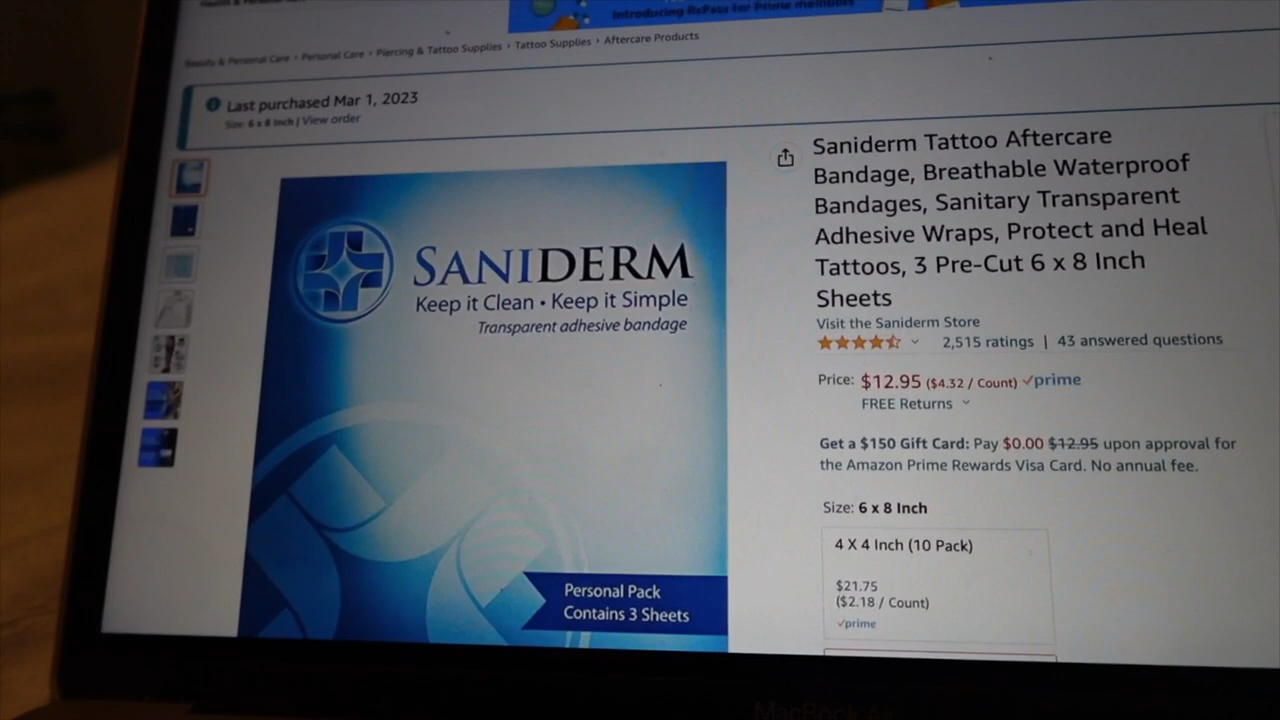 Introducing RxPass for Prime members
Beauty & Personal Care › Personal Care › Piercing & Tattoo Supplies › Tattoo Supplies › Aftercare Products
Last purchased Mar 1, 2023
Size: 6 x 8 Inch | View order
SANIDERM
Keep it Clean • Keep it Simple
Transparent adhesive bandage
Personal Pack
Contains 3 Sheets
Saniderm Tattoo Aftercare
Bandage, Breathable Waterproof
Bandages, Sanitary Transparent
Adhesive Wraps, Protect and Heal
Tattoos, 3 Pre-Cut 6 x 8 Inch
Sheets
Visit the Saniderm Store
2,515 ratings | 43 answered questions
Price: $12.95 ($4.32 / Count) prime
FREE Returns
Get a $150 Gift Card: Pay $0.00 $12.95 upon approval for
the Amazon Prime Rewards Visa Card. No annual fee.
Size: 6 x 8 Inch
4 X 4 Inch (10 Pack)
$21.75
($2.18 / Count)
prime
MacBook Air